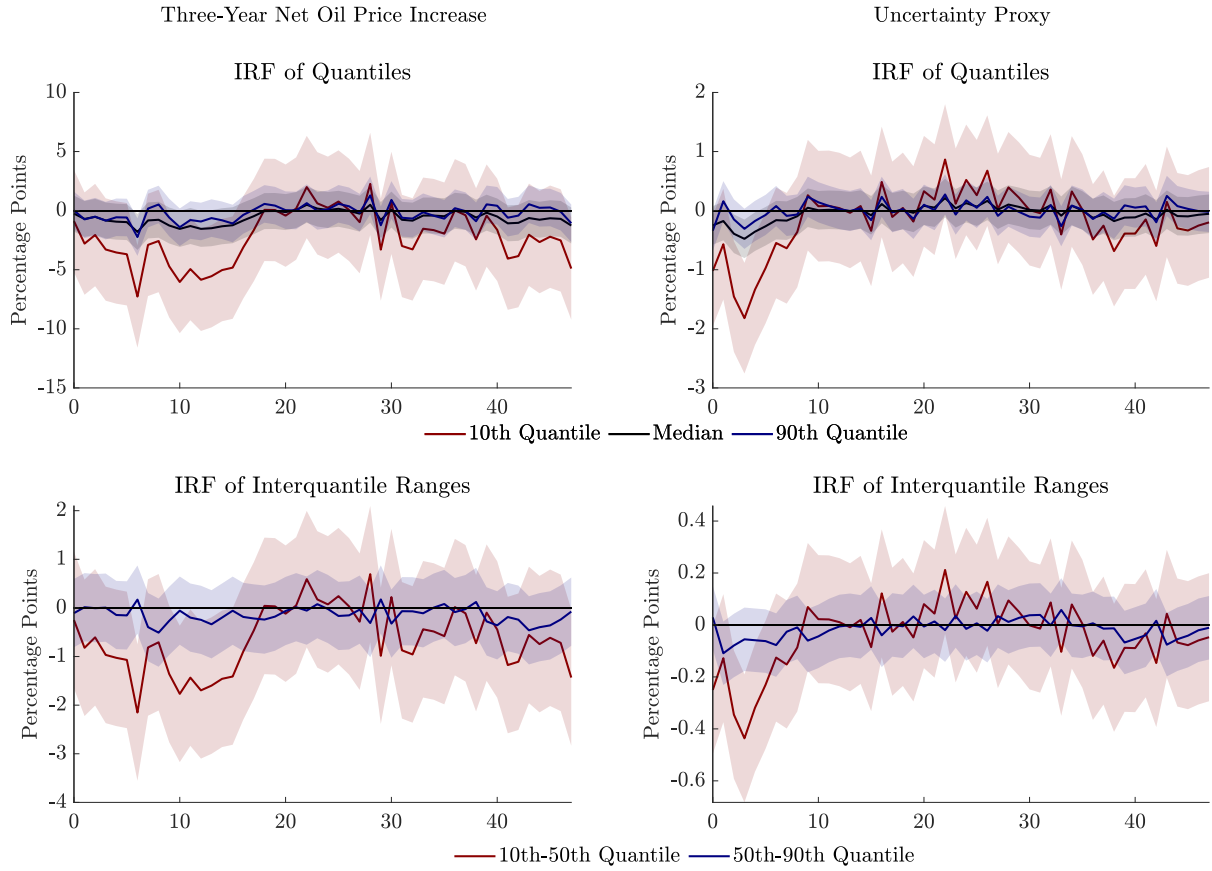 Three-Year Net Oil Price Increase
Uncertainty Proxy
IRF of Quantiles
10
5
0
-5
-10
-15
Percentage Points
0 10 20 30 40
IRF of Quantiles
2
1
0
-1
-2
-3
Percentage Points
0 10 20 30 40
10th Quantile Median 90th Quantile
IRF of Interquantile Ranges
2
1
0
-1
-2
-3
-4
Percentage Points
0 10 20 30 40
IRF of Interquantile Ranges
0.4
0.2
0
-0.2
-0.4
-0.6
Percentage Points
0 10 20 30 40
10th-50th Quantile 50th-90th Quantile